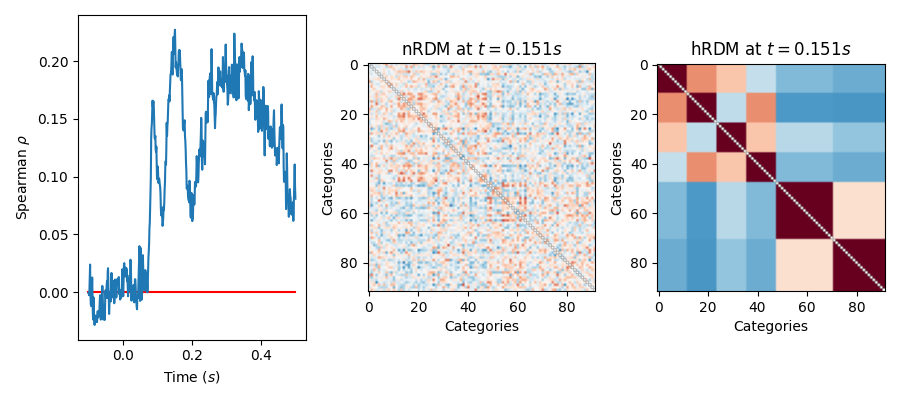 0.20
0.15
0.10
0.05
0.00
0.0 0.2 0.4
Spearman ρ
Time (s)
nRDM at t = 0.151s
0
20
40
60
80
0 20 40 60 80
Categories
Categories
hRDM at t = 0.151s
0
20
40
60
80
0 20 40 60 80
Categories
Categories